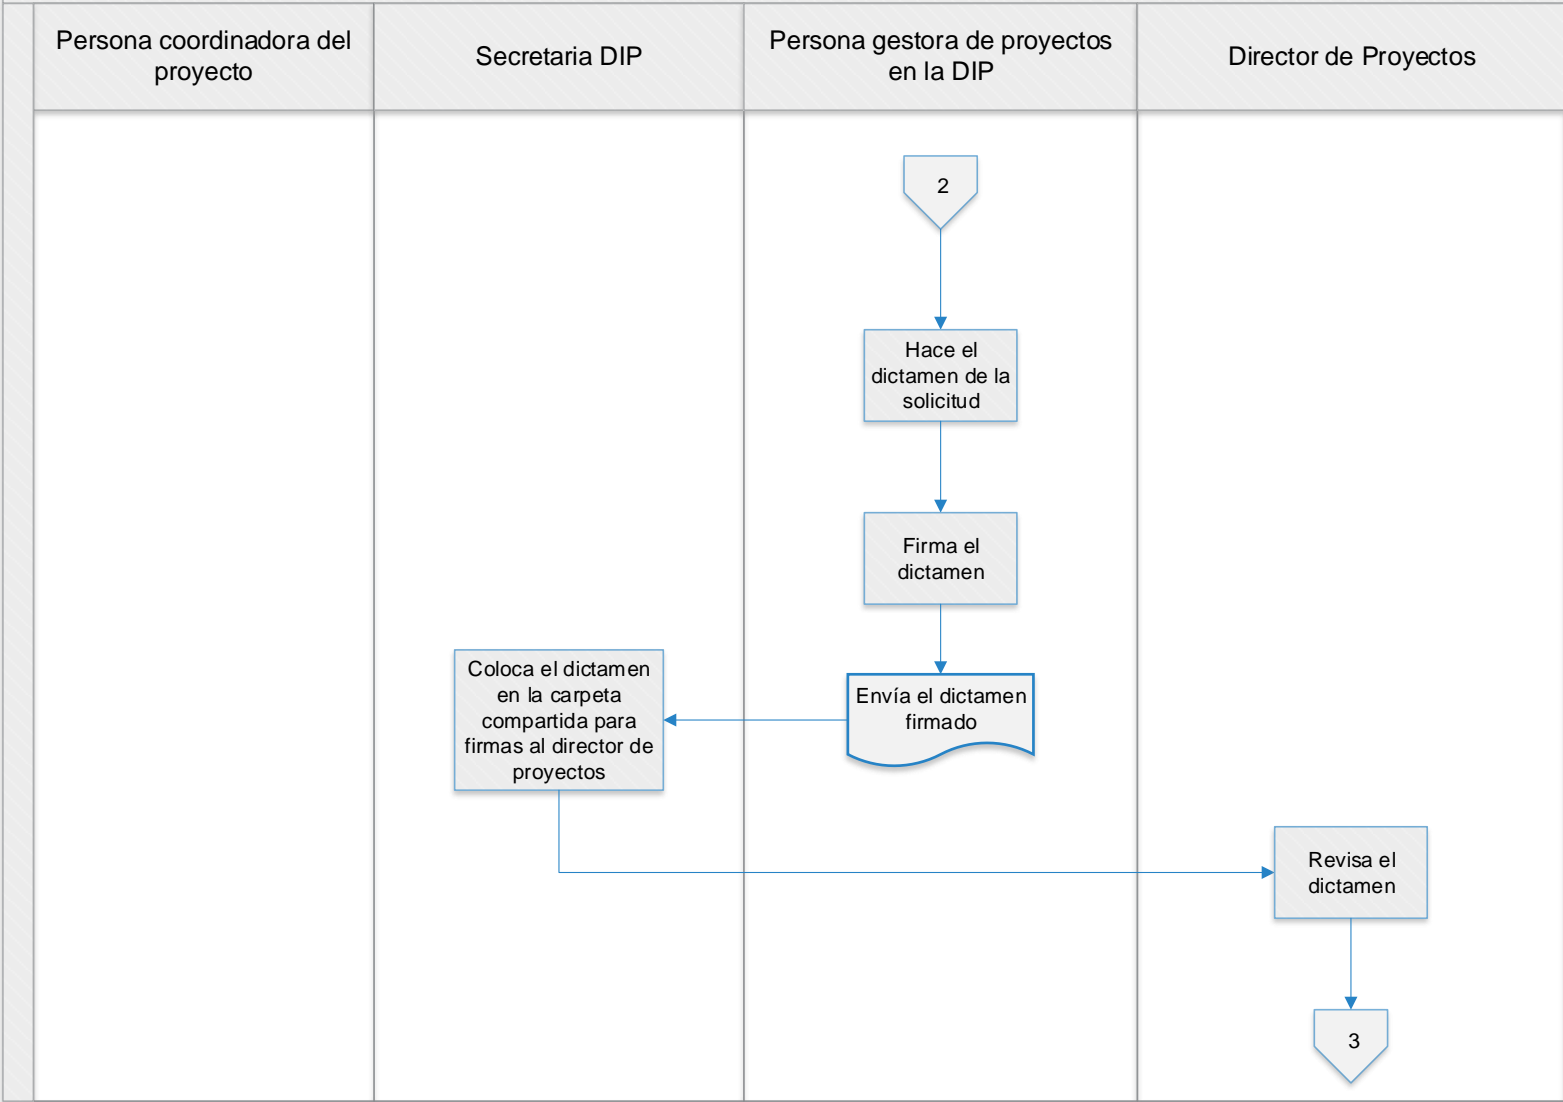 Persona coordinadora del
proyecto
Secretaria DIP
Persona gestora de proyectos
en la DIP
Director de Proyectos
2
Hace el
dictamen de la
solicitud
Firma el
dictamen
Envía el dictamen
firmado
Coloca el dictamen
en la carpeta
compartida para
firmas al director de
proyectos
Revisa el
dictamen
3